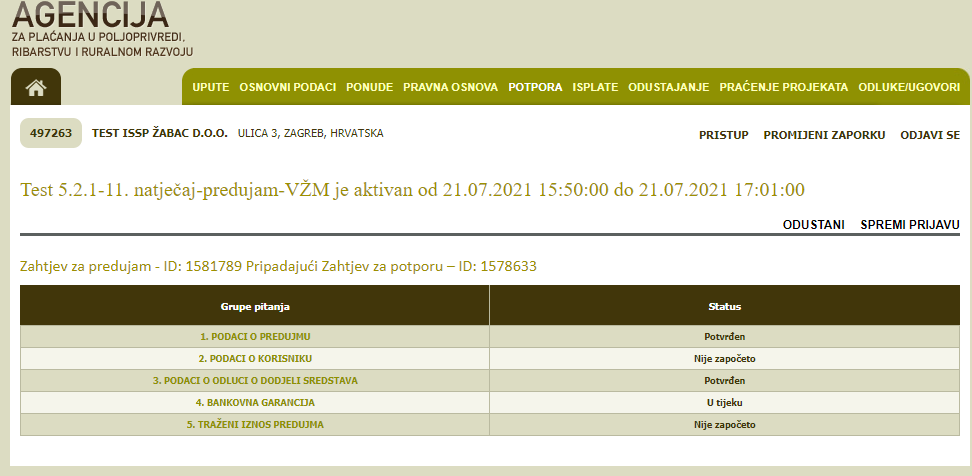 AGENCIJA
ZA PLAĆANJA U POLJOPRIVREDI,
RIBARSTVU I RURALNOM RAZVOJU
UPUTE OSNOVNI PODACI PONUDE PRAVNA OSNOVA POTPORA ISPLATE ODUSTAJANJE PRAĆENJE PROJEKATA ODLUKE/UGOVORI
497263 TEST ISSP ŽABAC D.O.O. ULICA 3, ZAGREB, HRVATSKA
PRISTUP PROMIJENI ZAPORKU ODJAVI SE
Test 5.2.1-11. natječaj-predujam-VŽM je aktivan od 21.07.2021 15:50:00 do 21.07.2021 17:01:00
ODUSTANI SPREMI PRIJAVU
Zahtjev za predujam - ID: 1581789 Pripadajući Zahtjev za potporu – ID: 1578633
Grupe pitanja Status
1. PODACI O PREDUJMU Potvrđen
2. PODACI O KORISNIKU Nije započeto
3. PODACI O ODLUCI O DODJELI SREDSTAVA Potvrđen
4. BANKOVNA GARANCIJA U tijeku
5. TRAŽENI IZNOS PREDUJMA Nije započeto